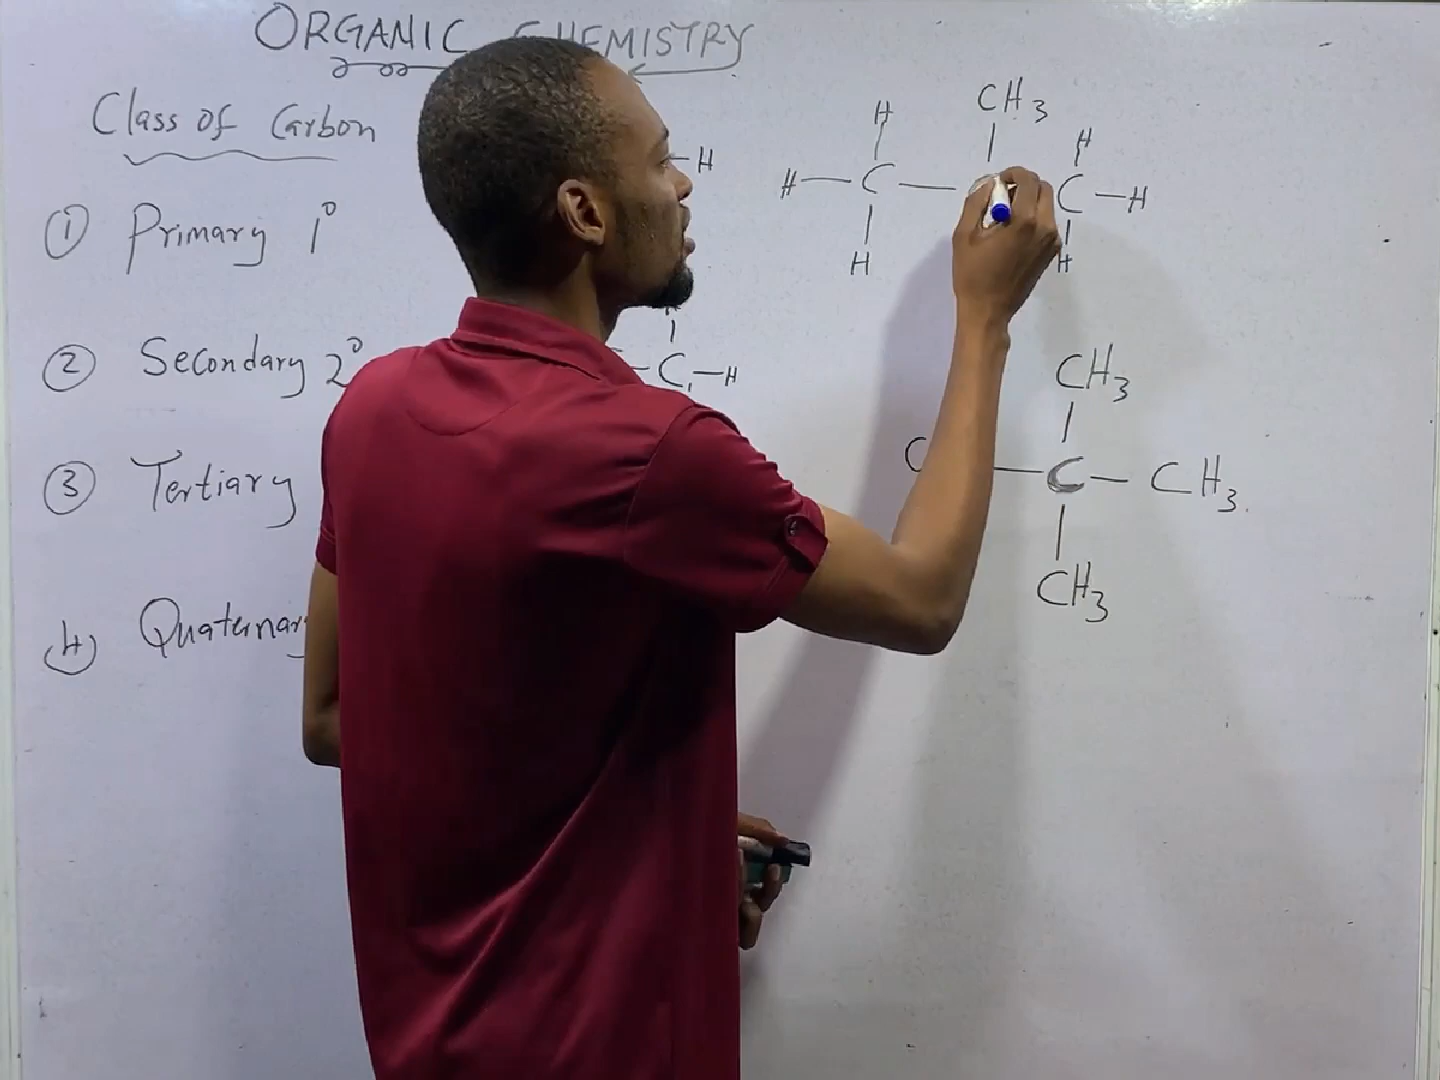 ORGANIC CHEMISTRY
Class of Carbon
① Primary 1°
② Secondary 2°
③ Tertiary
④ Quaternary
H
C, H
CH3
H H
H C C H
H H
CH3
C C CH3.
CH3